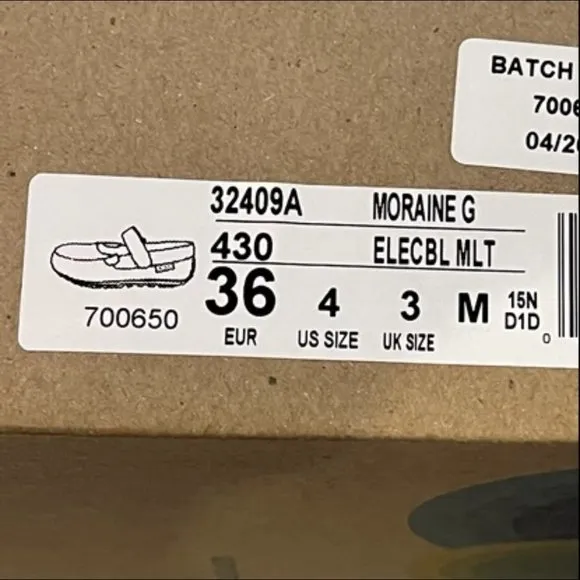 BATCH
700
04/2
32409A MORAINE G
430 ELECBL MLT
36 4 3 M 15N
D1D
EUR US SIZE UK SIZE
700650
0